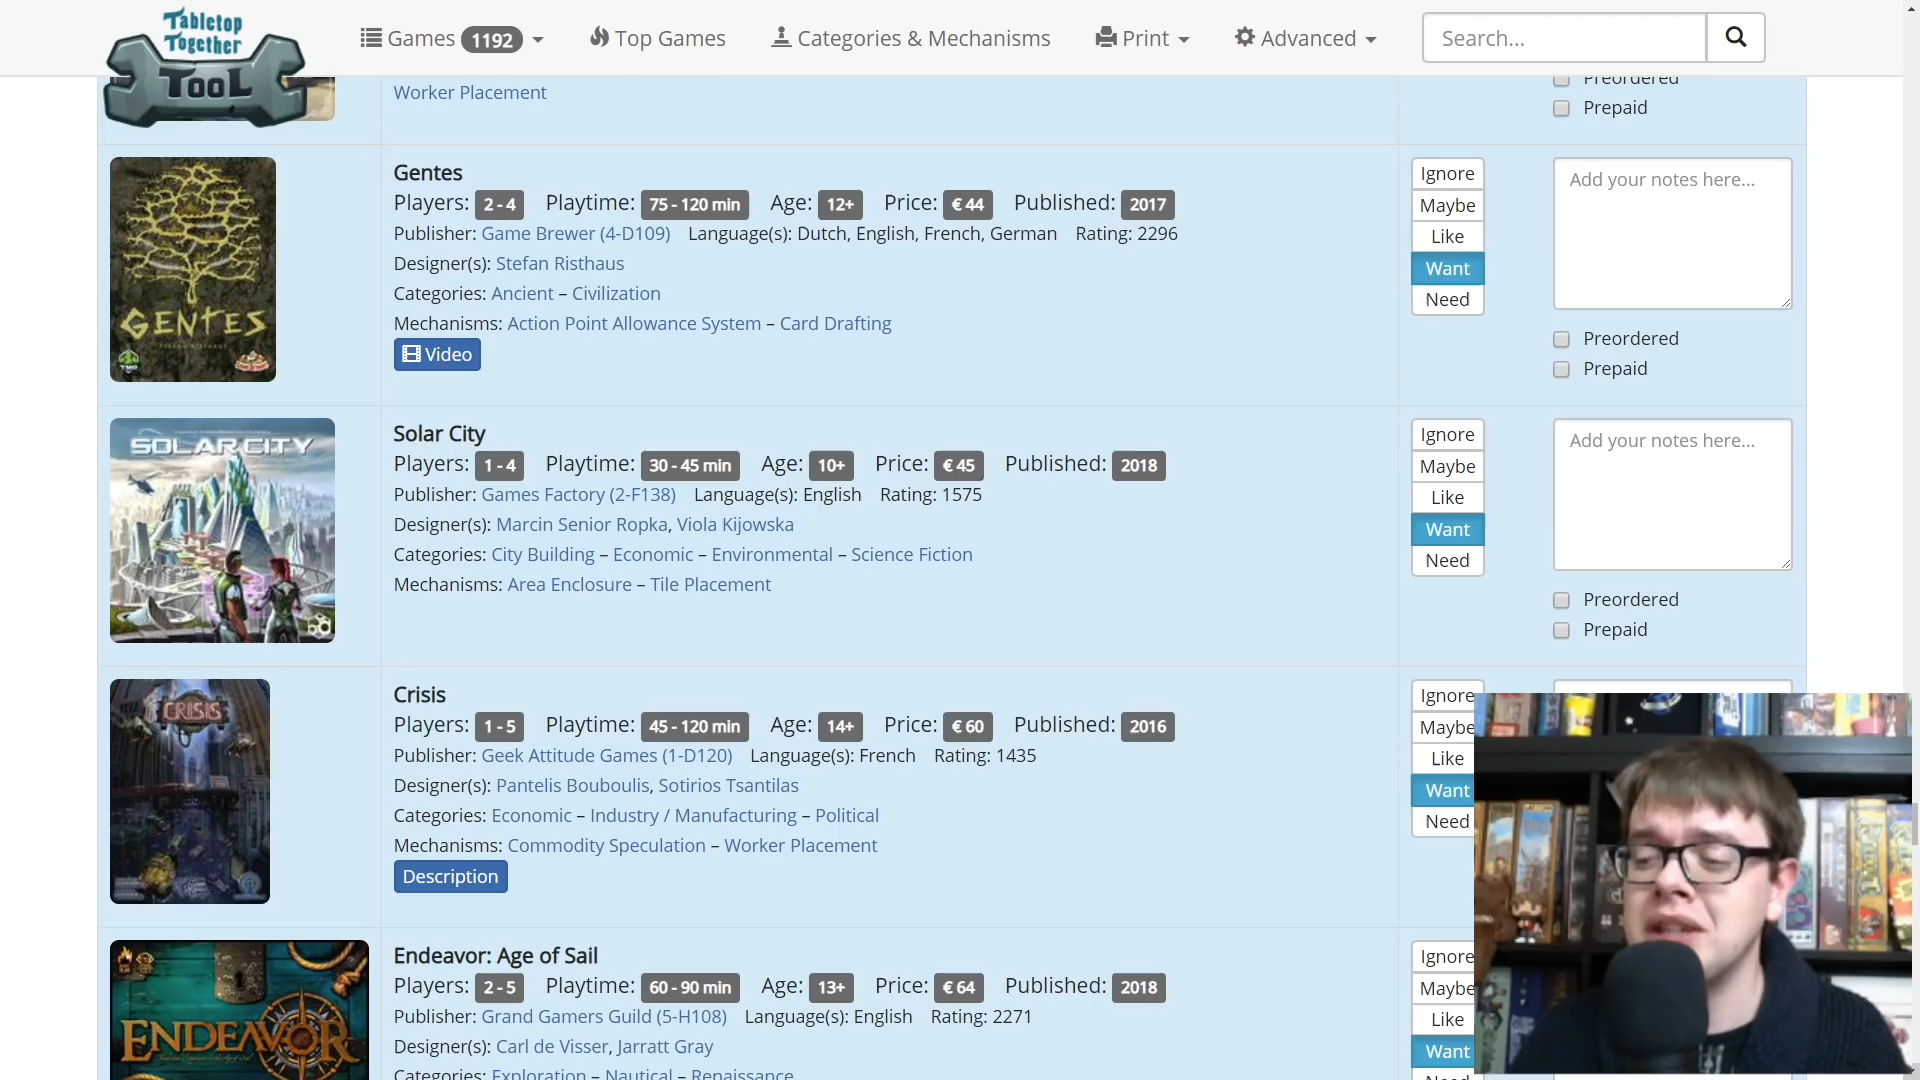 Tabletop
Together
TOOL
Games 1192
Top Games
Categories & Mechanisms
Print
Advanced
Search...
Worker Placement
Preordered
Prepaid
GENTES
Gentes
Players: 2 - 4 Playtime: 75 - 120 min Age: 12+ Price: € 44 Published: 2017
Publisher: Game Brewer (4-D109) Language(s): Dutch, English, French, German Rating: 2296
Designer(s): Stefan Risthaus
Categories: Ancient – Civilization
Mechanisms: Action Point Allowance System – Card Drafting
Video
Ignore
Maybe
Like
Want
Need
Add your notes here...
Preordered
Prepaid
SOLAR CITY
Solar City
Players: 1 - 4 Playtime: 30 - 45 min Age: 10+ Price: € 45 Published: 2018
Publisher: Games Factory (2-F138) Language(s): English Rating: 1575
Designer(s): Marcin Senior Ropka, Viola Kijowska
Categories: City Building – Economic – Environmental – Science Fiction
Mechanisms: Area Enclosure – Tile Placement
Ignore
Maybe
Like
Want
Need
Add your notes here...
Preordered
Prepaid
CRISIS
Crisis
Players: 1 - 5 Playtime: 45 - 120 min Age: 14+ Price: € 60 Published: 2016
Publisher: Geek Attitude Games (1-D120) Language(s): French Rating: 1435
Designer(s): Pantelis Bouboulis, Sotirios Tsantilas
Categories: Economic – Industry / Manufacturing – Political
Mechanisms: Commodity Speculation – Worker Placement
Description
Ignore
Maybe
Like
Want
Need
ENDEAVOR
Endeavor: Age of Sail
Players: 2 - 5 Playtime: 60 - 90 min Age: 13+ Price: € 64 Published: 2018
Publisher: Grand Gamers Guild (5-H108) Language(s): English Rating: 2271
Designer(s): Carl de Visser, Jarratt Gray
Categories: Exploration – Nautical – Renaissance
Ignore
Maybe
Like
Want
Need